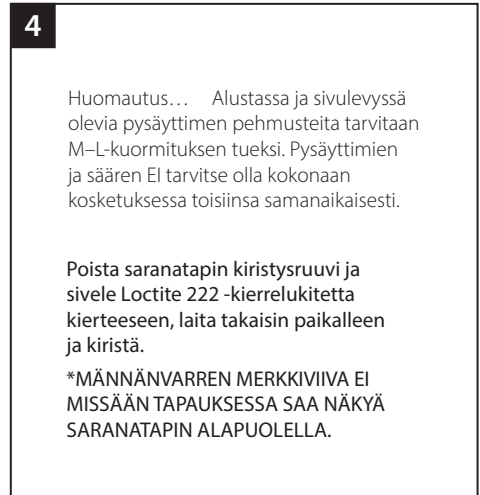 4
Huomautus… Alustassa ja sivulevyssä
olevia pysäyttimen pehmusteita tarvitaan
M–L-kuormituksen tueksi. Pysäyttimien
ja säären EI tarvitse olla kokonaan
kosketuksessa toisiinsa samanaikaisesti.
Poista saranatapin kiristysruuvi ja
sivele Loctite 222 -kierrelukitetta
kierteeseen, laita takaisin paikalleen
ja kiristä.
*MÄNNÄNVARREN MERKKIVIIVA EI
MISSÄÄN TAPAUKSESSA SAA NÄKYÄ
SARANATAPIN ALAPUOLELLA.